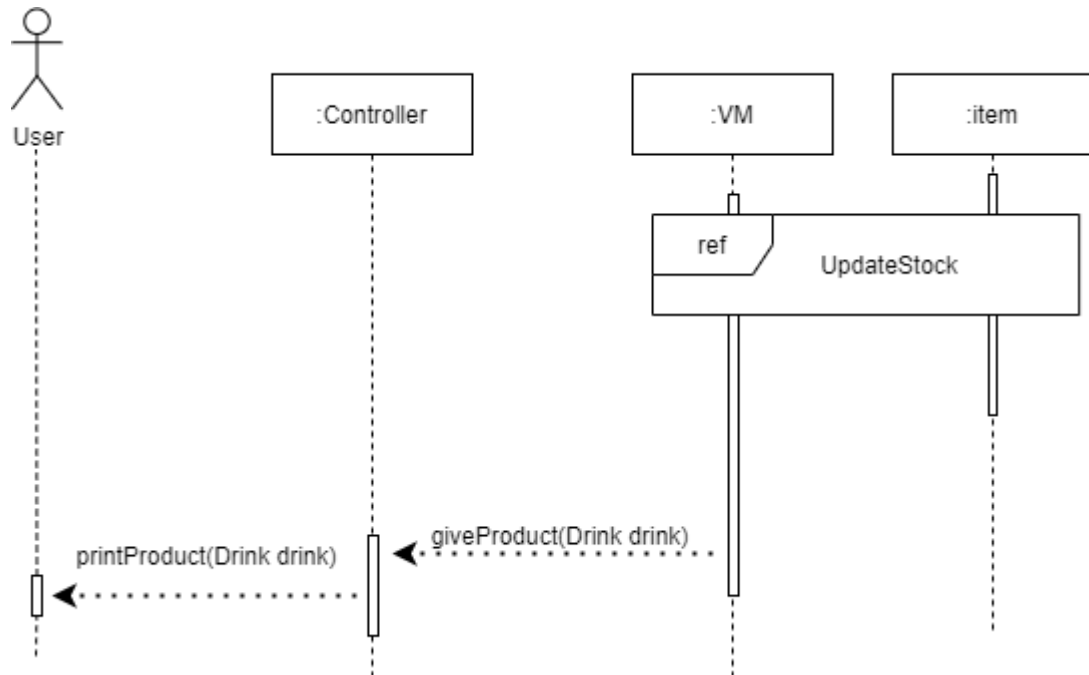 User
:Controller
:VM
:item
ref
UpdateStock
giveProduct(Drink drink)
printProduct(Drink drink)